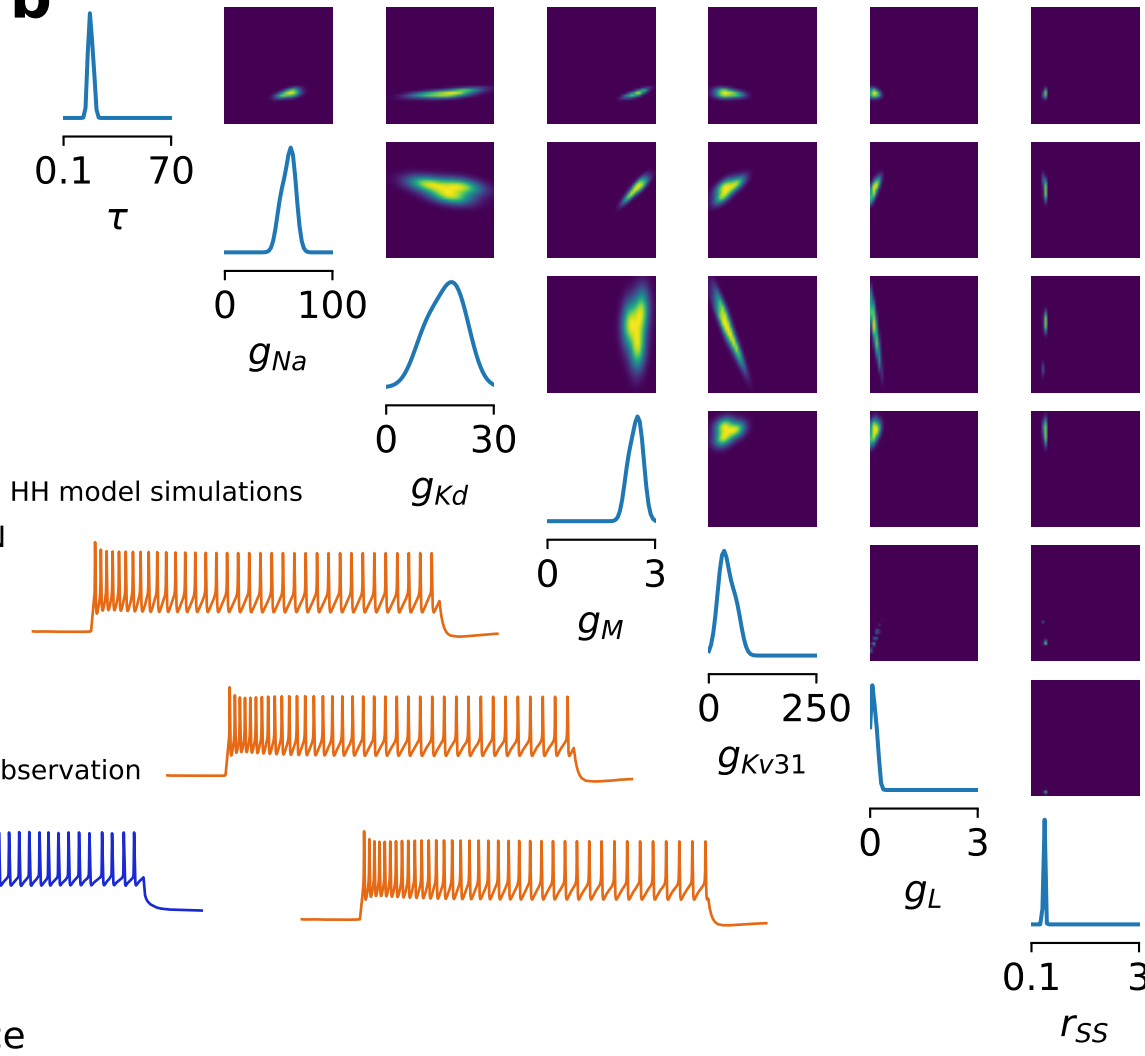 b
0.1 70
τ
0 100
g_Na
0 30
g_Kd
HH model simulations
0 3
g_M
0 250
g_Kv31
bservation
0 3
g_L
0.1 3
r_SS